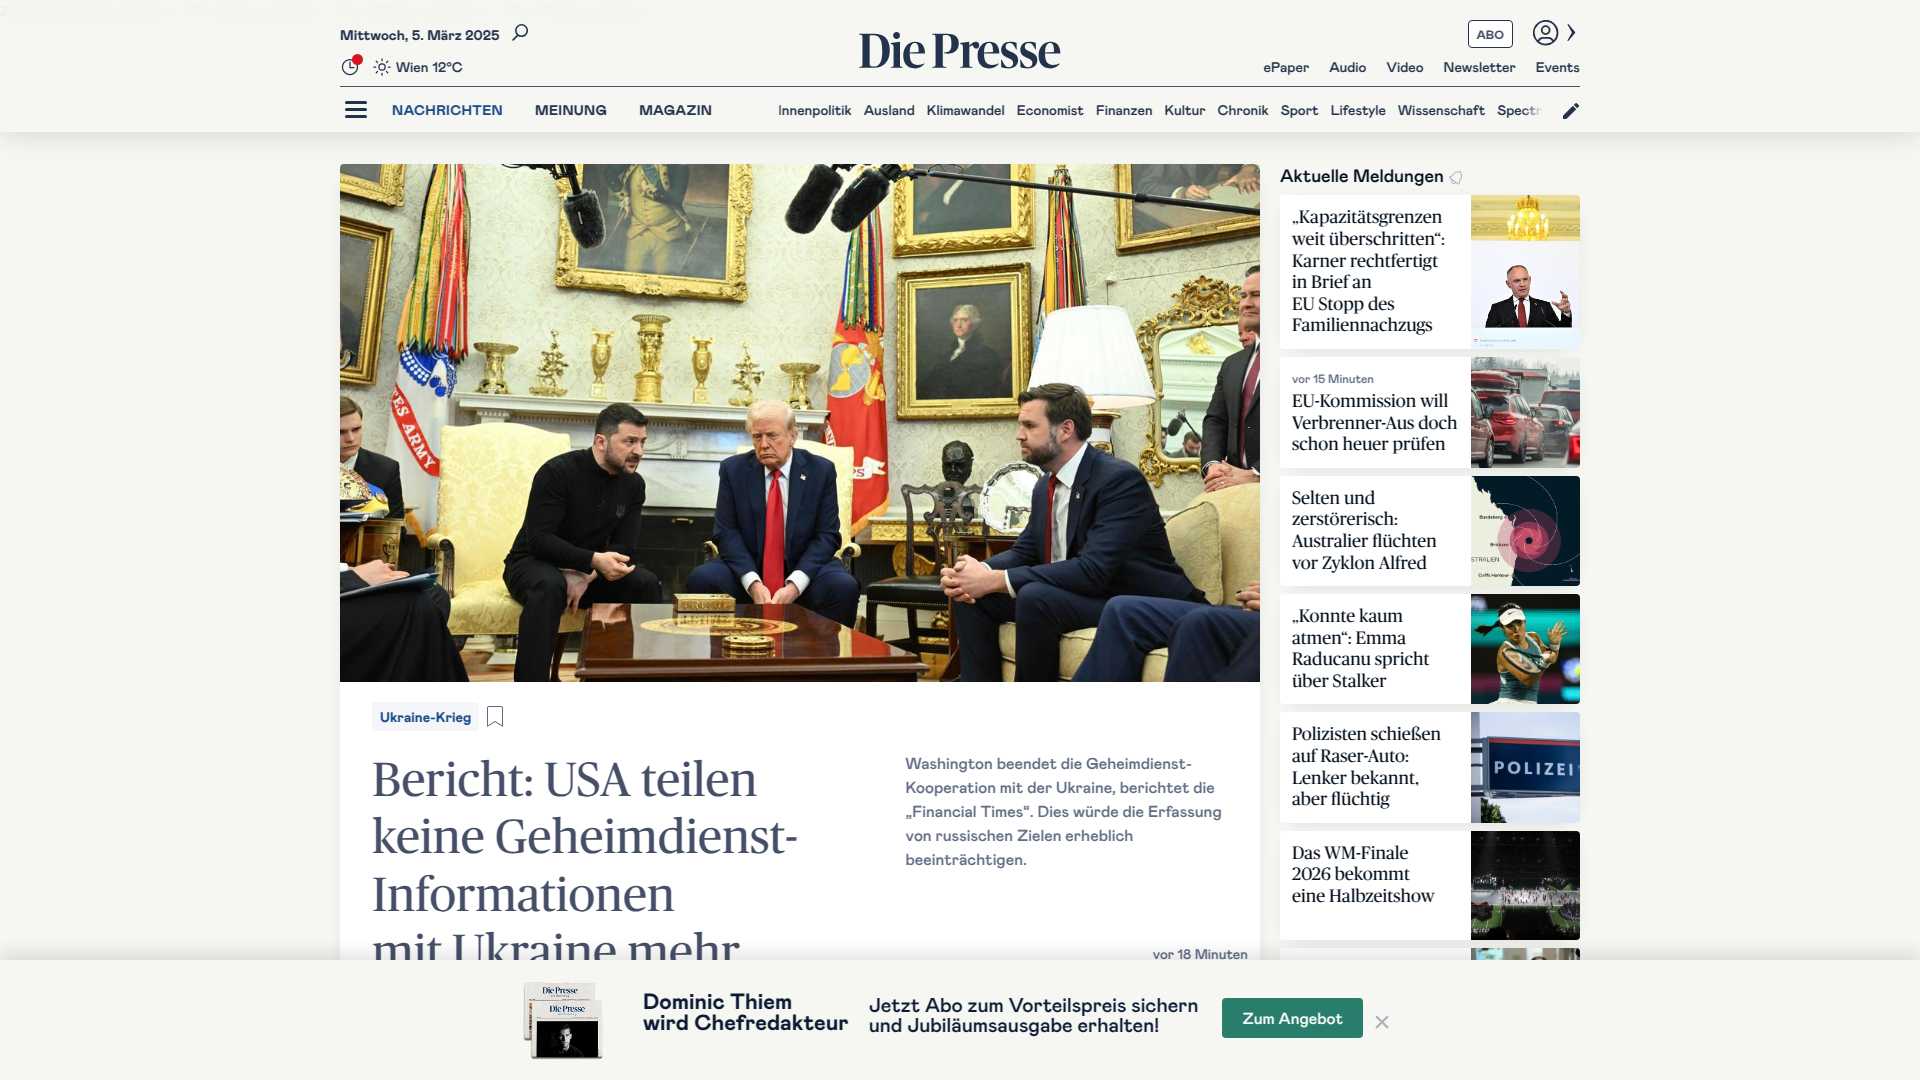 Mittwoch, 5. März 2025
Wien 12°C
Die Presse
ABO
ePaper Audio Video Newsletter Events
NACHRICHTEN MEINUNG MAGAZIN
Innenpolitik Ausland Klimawandel Economist Finanzen Kultur Chronik Sport Lifestyle Wissenschaft Spectr
ARMY
Ukraine-Krieg
Bericht: USA teilen
keine Geheimdienst-
Informationen
mit Ukraine mehr
Washington beendet die Geheimdienst-
Kooperation mit der Ukraine, berichtet die
„Financial Times“. Dies würde die Erfassung
von russischen Zielen erheblich
beeinträchtigen.
vor 18 Minuten
Aktuelle Meldungen
„Kapazitätsgrenzen
weit überschritten“:
Karner rechtfertigt
in Brief an
EU Stopp des
Familiennachzugs
vor 15 Minuten
EU-Kommission will
Verbrenner-Aus doch
schon heuer prüfen
Selten und
zerstörerisch:
Australier flüchten
vor Zyklon Alfred
„Konnte kaum
atmen“: Emma
Raducanu spricht
über Stalker
Polizisten schießen
auf Raser-Auto:
Lenker bekannt,
aber flüchtig
POLIZEI
Das WM-Finale
2026 bekommt
eine Halbzeitshow
Die Presse
Die Presse
Dominic Thiem
wird Chefredakteur
Jetzt Abo zum Vorteilspreis sichern
und Jubiläumsausgabe erhalten!
Zum Angebot